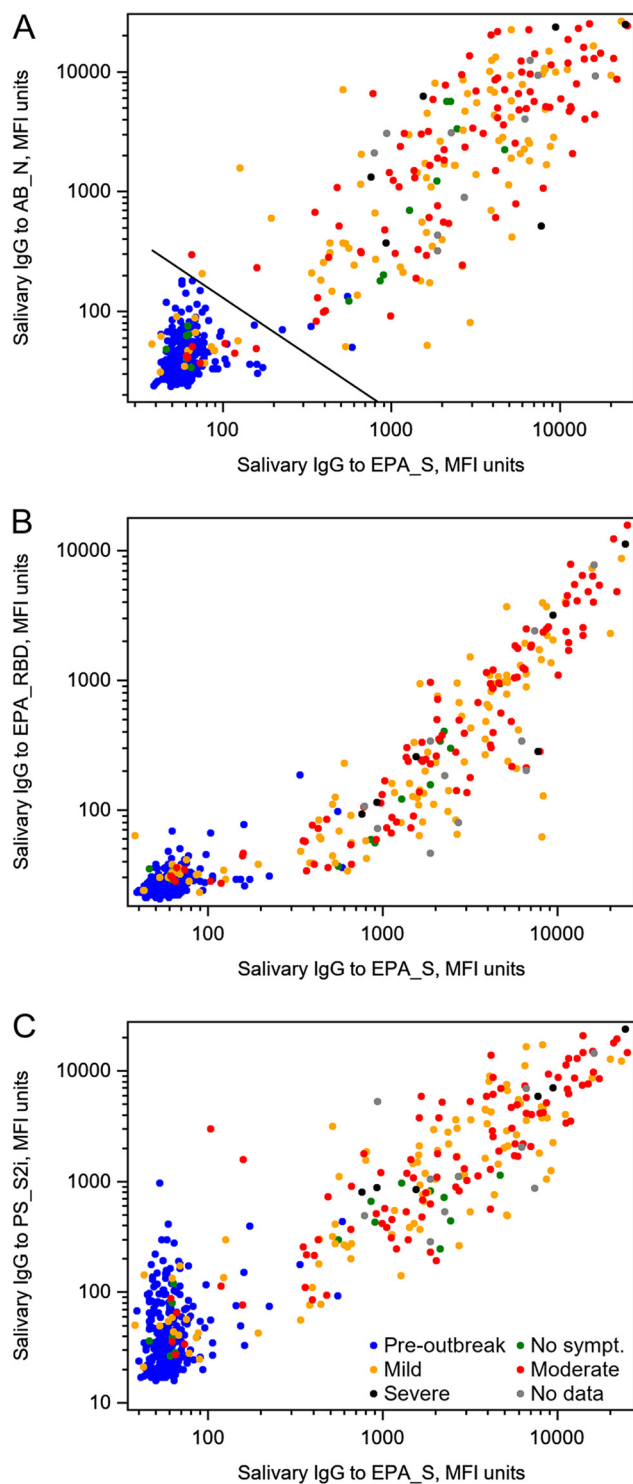 A
Salivary IgG to AB_N, MFI units
10000
1000
100
100
1000
10000
Salivary IgG to EPA_S, MFI units
B
Salivary IgG to EPA_RBD, MFI units
10000
1000
100
100
1000
10000
Salivary IgG to EPA_S, MFI units
C
Salivary IgG to PS_S2i, MFI units
10000
1000
100
10
Pre-outbreak
No sympt.
Mild
Moderate
Severe
No data
100
1000
10000
Salivary IgG to EPA_S, MFI units